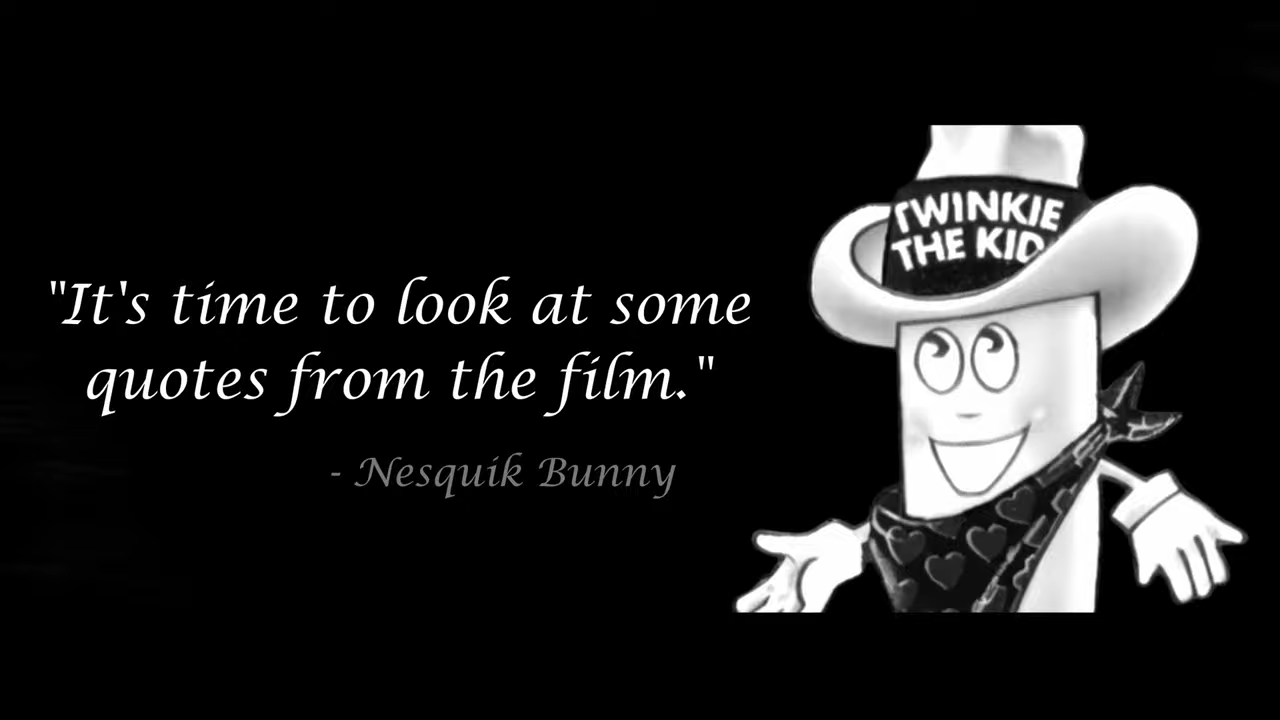 "It's time to look at some
quotes from the film."
- Nesquik Bunny
TWINKIE
THE KID